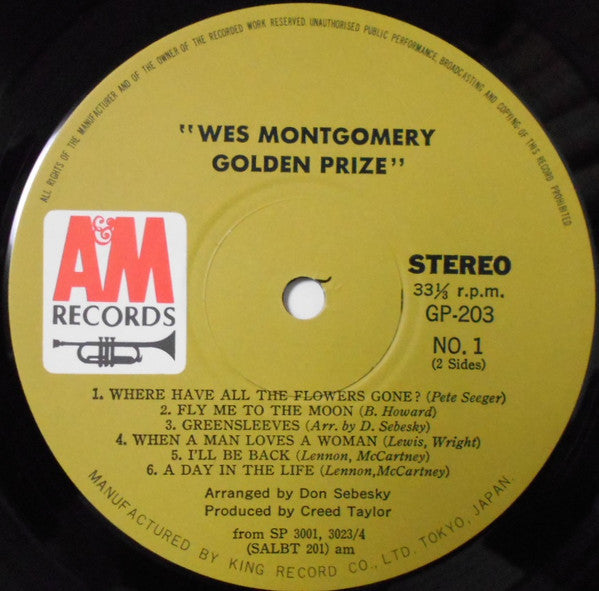 ALL RIGHTS OF THE MANUFACTURER AND OF THE OWNER OF THE RECORDED WORK RESERVED. UNAUTHORISED PUBLIC PERFORMANCE, BROADCASTING AND COPYING OF THIS RECORD PROHIBITED
"WES MONTGOMERY
GOLDEN PRIZE"
A&M
RECORDS
STEREO
33⅓ r.p.m.
GP-203
NO. 1
(2 Sides)
1. WHERE HAVE ALL THE FLOWERS GONE? (Pete Seeger)
2. FLY ME TO THE MOON (B. Howard)
3. GREENSLEEVES (Arr. by D. Sebesky)
4. WHEN A MAN LOVES A WOMAN (Lewis, Wright)
5. I'LL BE BACK (Lennon, McCartney)
6. A DAY IN THE LIFE (Lennon,McCartney)
Arranged by Don Sebesky
Produced by Creed Taylor
from SP 3001, 3023/4
(SALBT 201) am
MANUFACTURED BY KING RECORD CO., LTD. TOKYO, JAPAN.